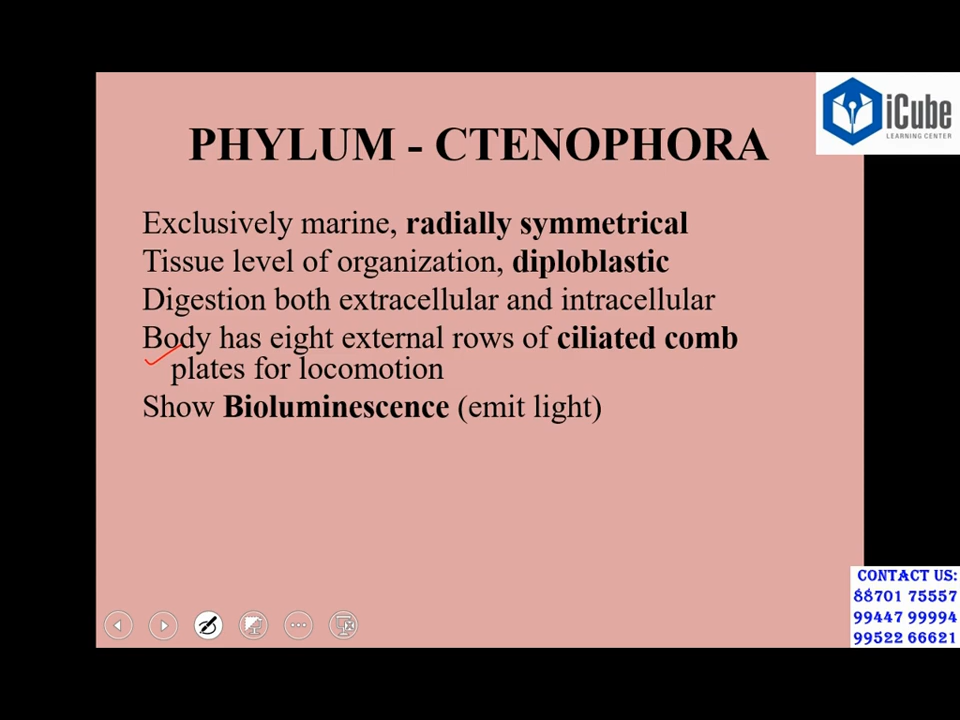 iCube
LEARNING CENTER
PHYLUM - CTENOPHORA
Exclusively marine, radially symmetrical
Tissue level of organization, diploblastic
Digestion both extracellular and intracellular
Body has eight external rows of ciliated comb
plates for locomotion
Show Bioluminescence (emit light)
CONTACT US:
88701 75557
99447 99994
99522 66621